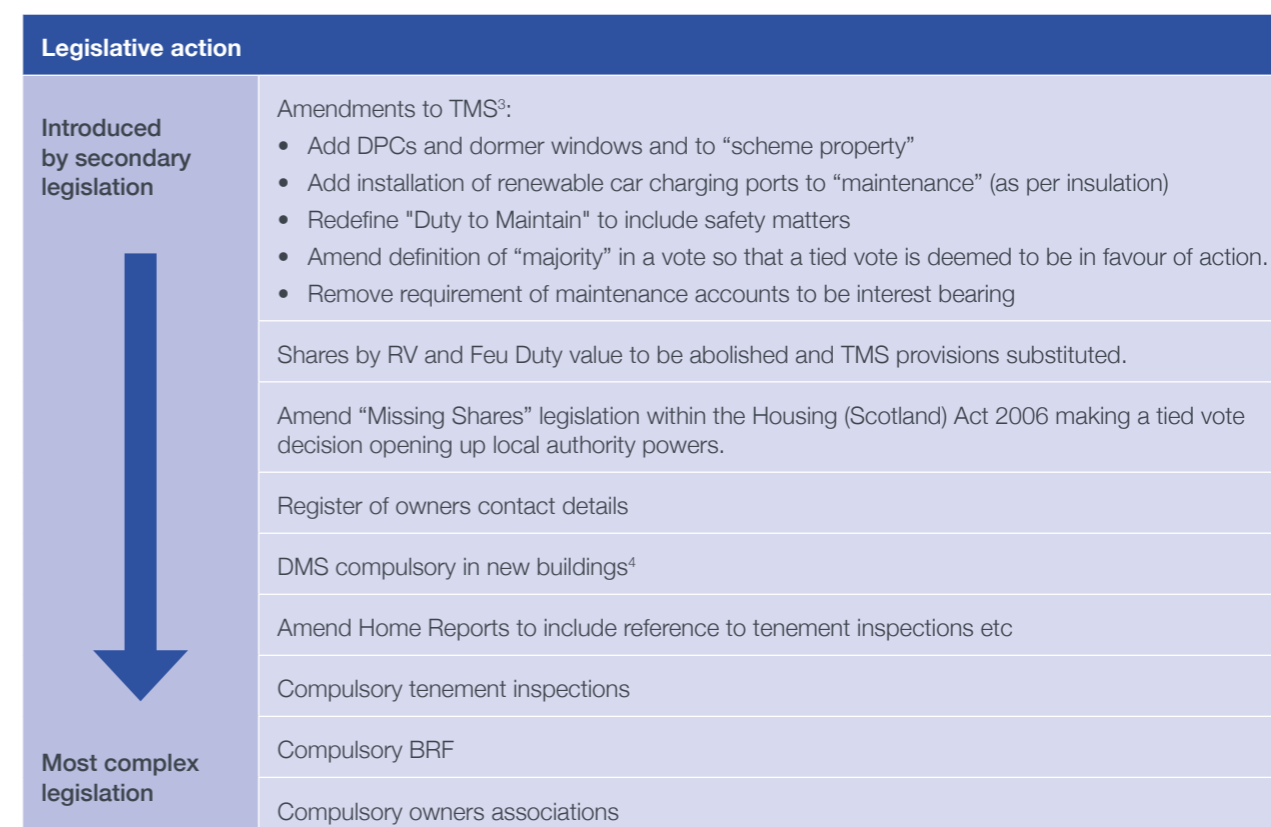 Legislative action
Introduced
by secondary
legislation
Most complex
legislation
Amendments to TMS³:
• Add DPCs and dormer windows and to “scheme property”
• Add installation of renewable car charging ports to “maintenance” (as per insulation)
• Redefine "Duty to Maintain" to include safety matters
• Amend definition of “majority” in a vote so that a tied vote is deemed to be in favour of action.
• Remove requirement of maintenance accounts to be interest bearing
Shares by RV and Feu Duty value to be abolished and TMS provisions substituted.
Amend “Missing Shares” legislation within the Housing (Scotland) Act 2006 making a tied vote
decision opening up local authority powers.
Register of owners contact details
DMS compulsory in new buildings⁴
Amend Home Reports to include reference to tenement inspections etc
Compulsory tenement inspections
Compulsory BRF
Compulsory owners associations